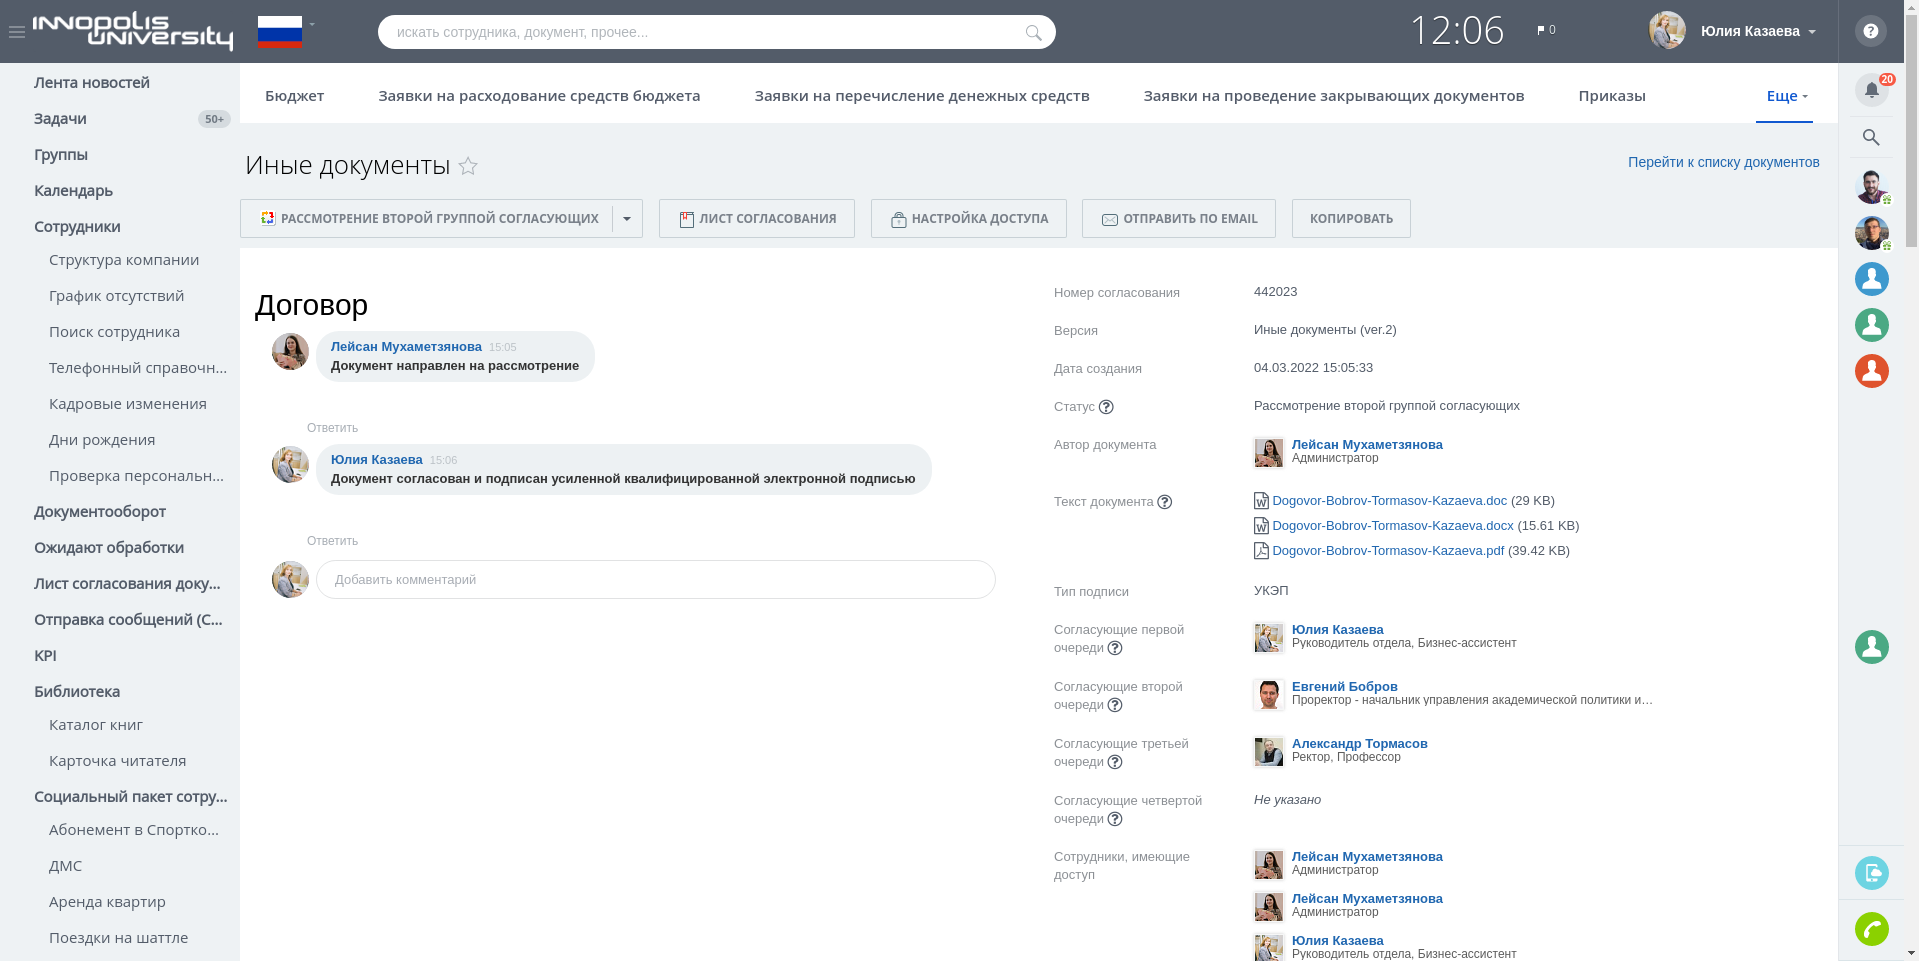 INNOPOLIS
UNIVERSITY
искать сотрудника, документ, прочее...
12:06
0
Юлия Казаева
?
20
Лента новостей
Задачи
50+
Группы
Календарь
Сотрудники
Структура компании
График отсутствий
Поиск сотрудника
Телефонный справочн...
Кадровые изменения
Дни рождения
Проверка персональн...
Документооборот
Ожидают обработки
Лист согласования доку...
Отправка сообщений (С...
KPI
Библиотека
Каталог книг
Карточка читателя
Социальный пакет сотру...
Абонемент в Спортко...
ДМС
Аренда квартир
Поездки на шаттле
Бюджет
Заявки на расходование средств бюджета
Заявки на перечисление денежных средств
Заявки на проведение закрывающих документов
Приказы
Еще
Иные документы
Перейти к списку документов
РАССМОТРЕНИЕ ВТОРОЙ ГРУППОЙ СОГЛАСУЮЩИХ
ЛИСТ СОГЛАСОВАНИЯ
НАСТРОЙКА ДОСТУПА
ОТПРАВИТЬ ПО EMAIL
КОПИРОВАТЬ
Договор
Лейсан Мухаметзянова 15:05
Документ направлен на рассмотрение
Ответить
Юлия Казаева 15:06
Документ согласован и подписан усиленной квалифицированной электронной подписью
Ответить
Добавить комментарий
Номер согласования
442023
Версия
Иные документы (ver.2)
Дата создания
04.03.2022 15:05:33
Статус ?
Рассмотрение второй группой согласующих
Автор документа
Лейсан Мухаметзянова
Администратор
Текст документа ?
Dogovor-Bobrov-Tormasov-Kazaeva.doc (29 KB)
Dogovor-Bobrov-Tormasov-Kazaeva.docx (15.61 KB)
Dogovor-Bobrov-Tormasov-Kazaeva.pdf (39.42 KB)
Тип подписи
УКЭП
Согласующие первой
очереди ?
Юлия Казаева
Руководитель отдела, Бизнес-ассистент
Согласующие второй
очереди ?
Евгений Бобров
Проректор - начальник управления академической политики и...
Согласующие третьей
очереди ?
Александр Тормасов
Ректор, Профессор
Согласующие четвертой
очереди ?
Не указано
Сотрудники, имеющие
доступ
Лейсан Мухаметзянова
Администратор
Лейсан Мухаметзянова
Администратор
Юлия Казаева
Руководитель отдела, Бизнес-ассистент